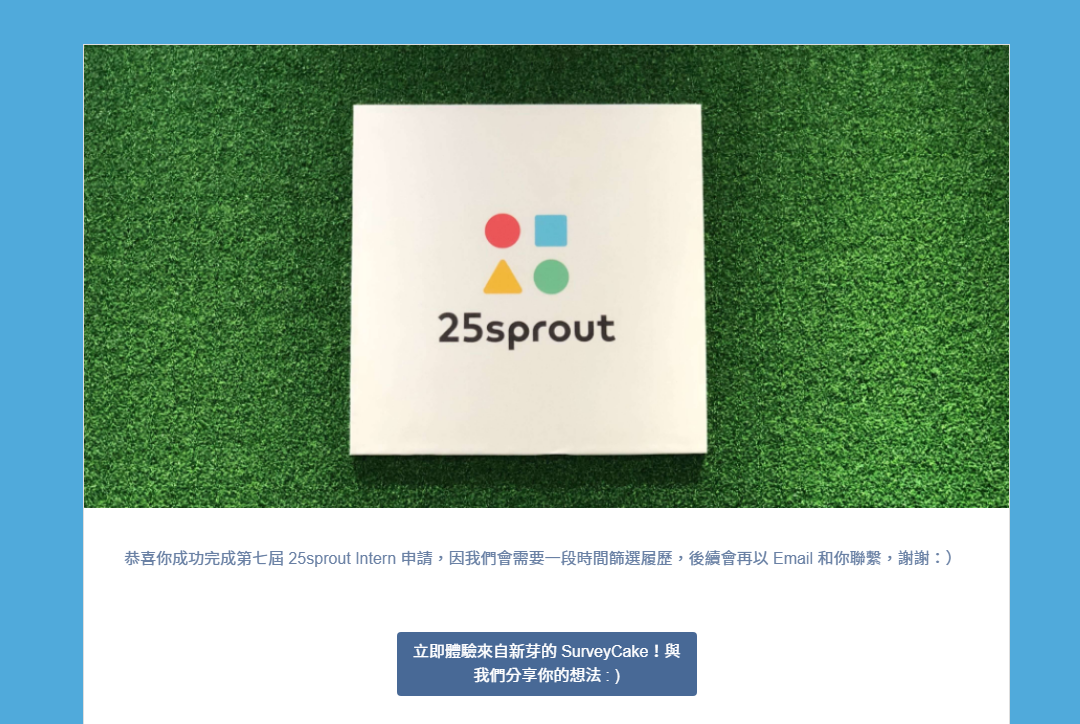 25sprout
恭喜你成功完成第七屆 25sprout Intern 申請，因我們會需要一段時間篩選履歷，後續會再以 Email 和你聯繫，謝謝：）
立即體驗來自新芽的 SurveyCake！與
我們分享你的想法 : )